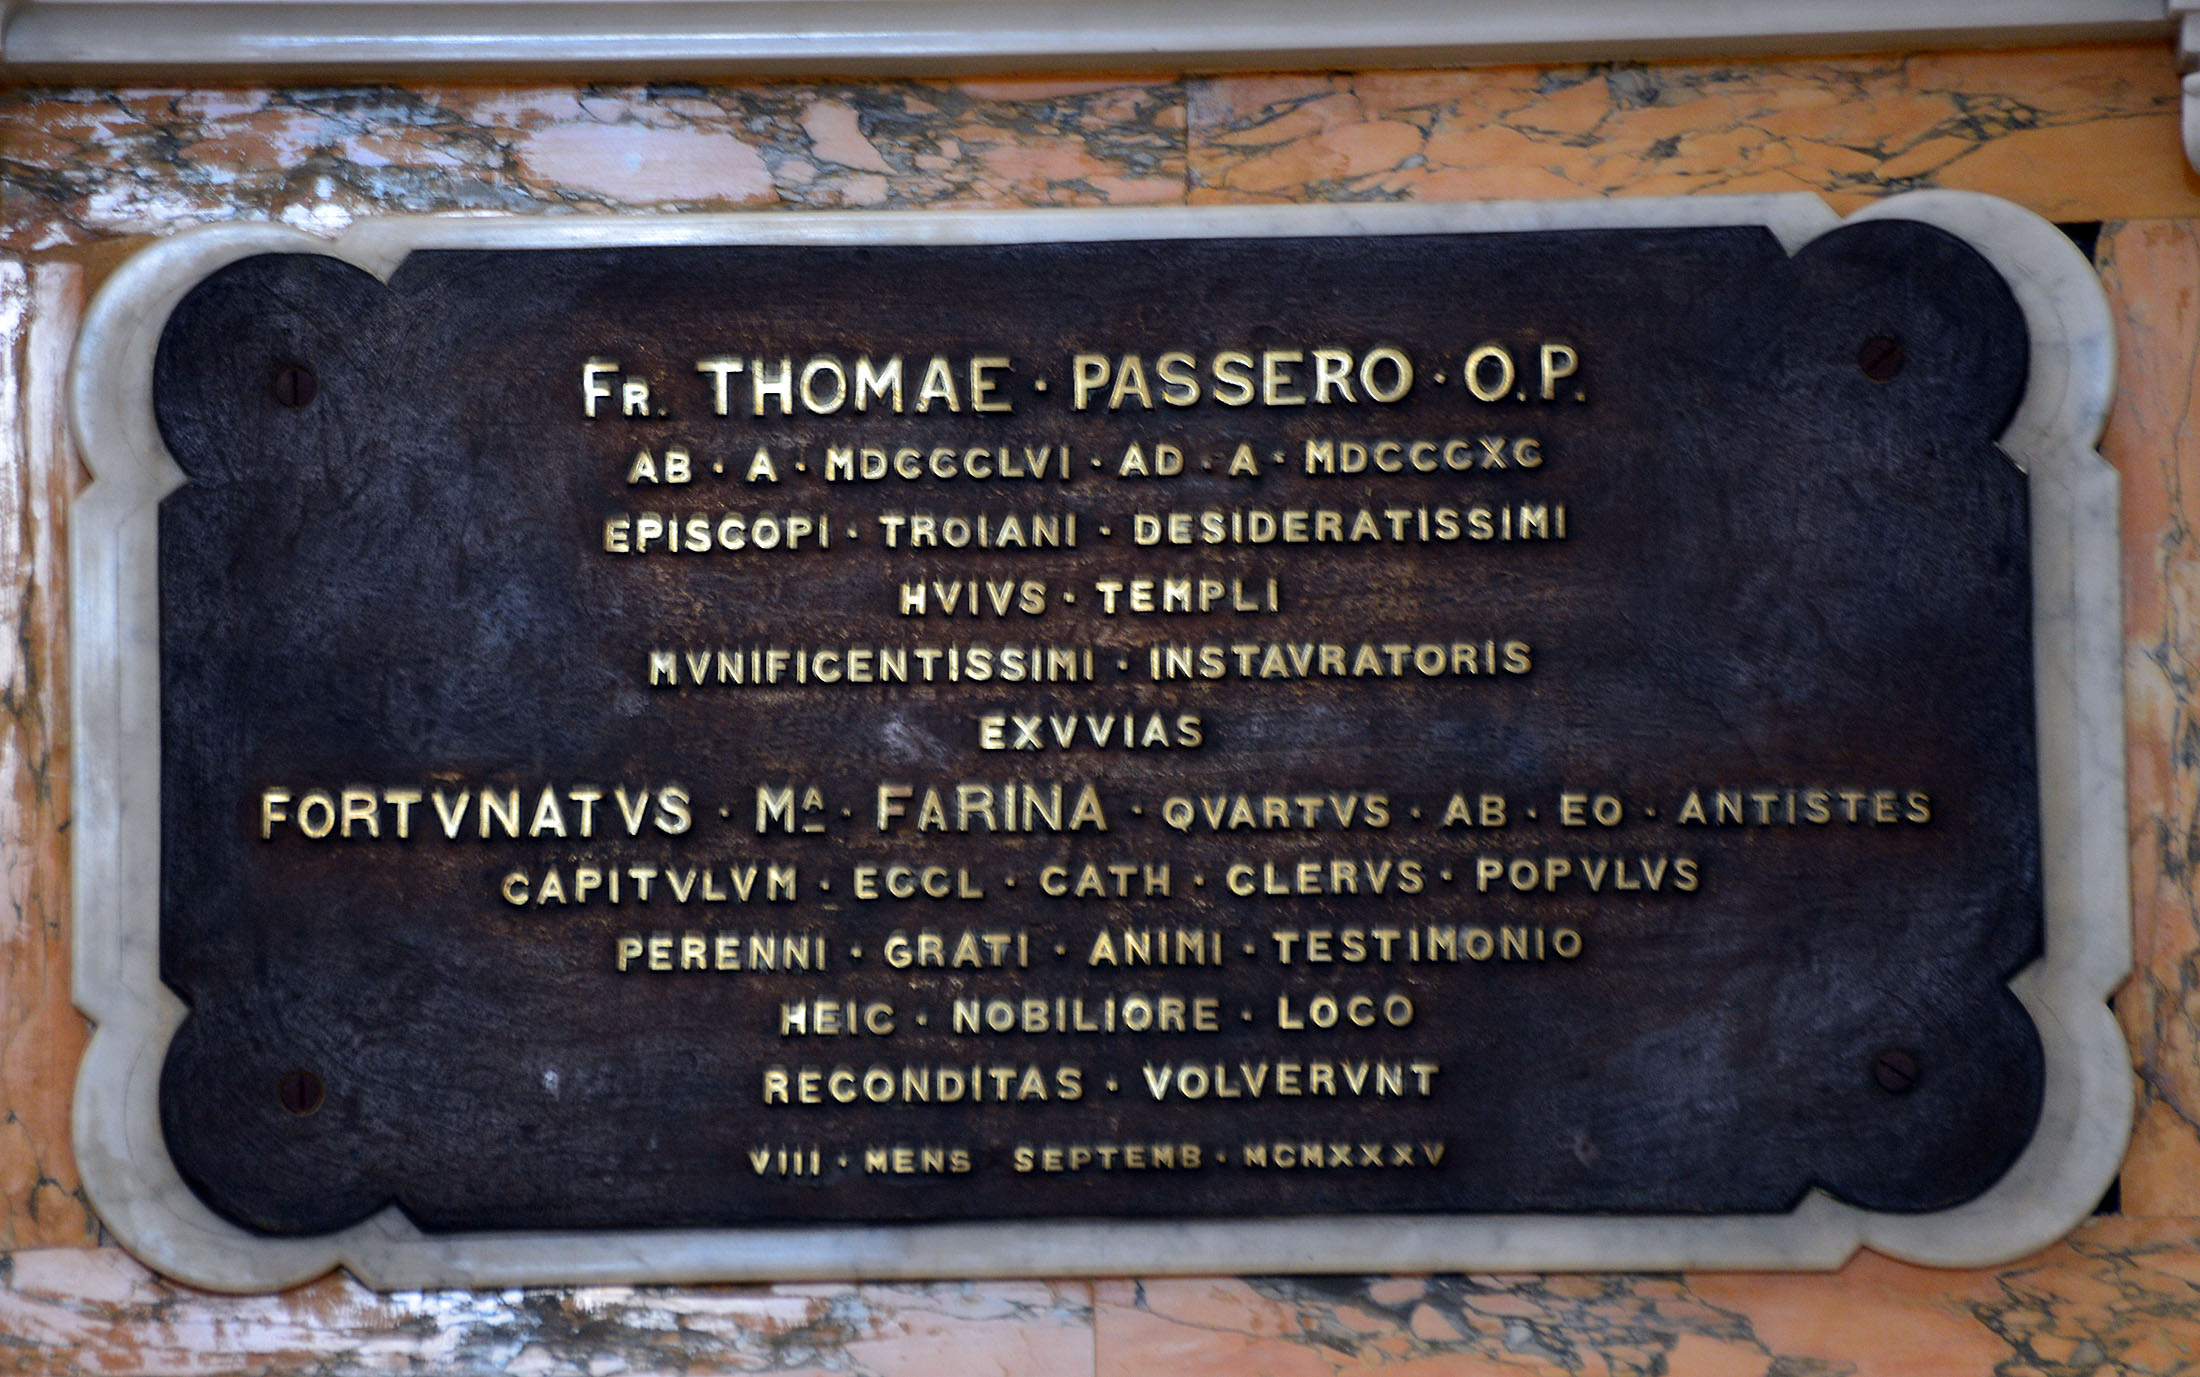 Fr. THOMAE · PASSERO · O.P.
AB · A · MDCCCLVI · AD · A · MDCCCXC
EPISCOPI · TROIANI · DESIDERATISSIMI
HVIVS · TEMPLI
MVNIFICENTISSIMI · INSTAVRATORIS
EXVVIAS
FORTVNATVS · Mᴬ · FARINA · QVARTVS · AB · EO · ANTISTES
CAPITVLVM · ECCL · CATH · CLERVS · POPVLVS
PERENNI · GRATI · ANIMI · TESTIMONIO
HEIC · NOBILIORE · LOCO
RECONDITAS · VOLVERVNT
VIII · MENS SEPTEMB · MCMXXXV